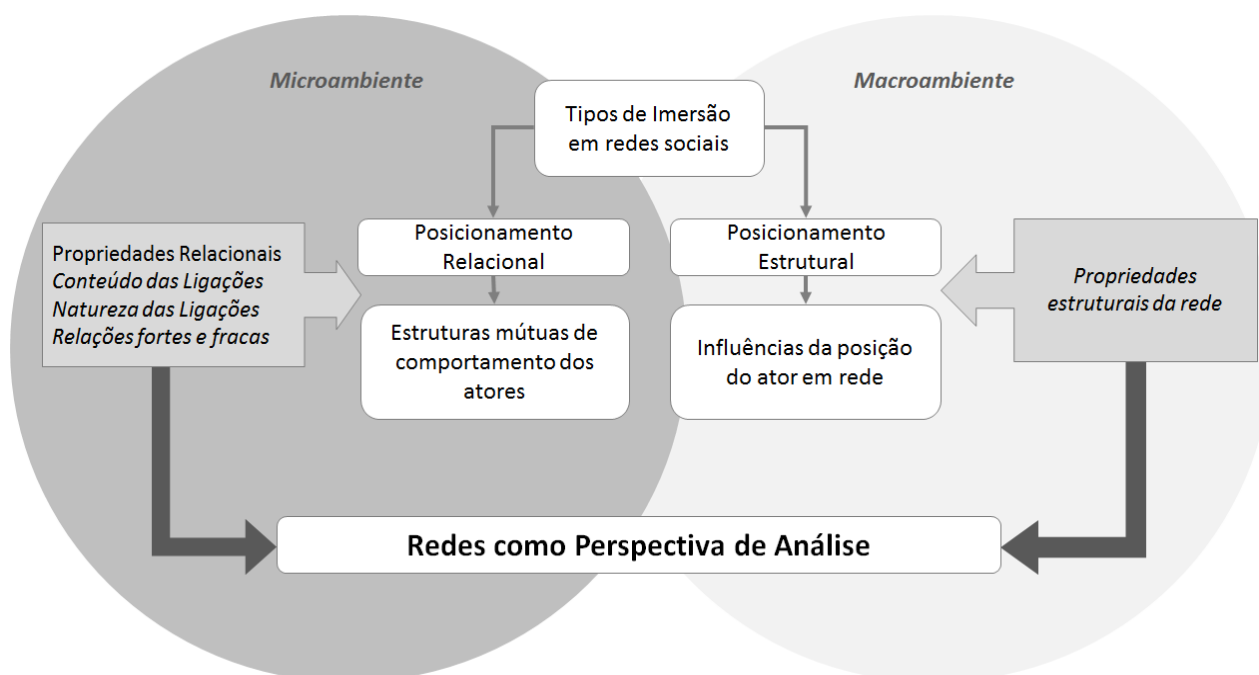 Microambiente
Macroambiente
Tipos de Imersão
em redes sociais
Posicionamento
Relacional
Posicionamento
Estrutural
Propriedades Relacionais
Conteúdo das Ligações
Natureza das Ligações
Relações fortes e fracas
Estruturas mútuas de
comportamento dos
atores
Influências da posição
do ator em rede
Propriedades
estruturais da rede
Redes como Perspectiva de Análise